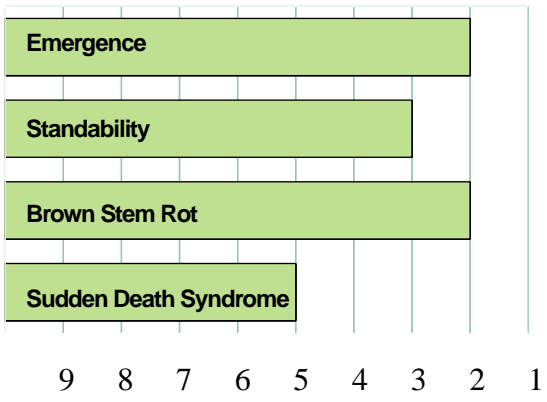 Emergence
Standability
Brown Stem Rot
Sudden Death Syndrome
9 8 7 6 5 4 3 2 1